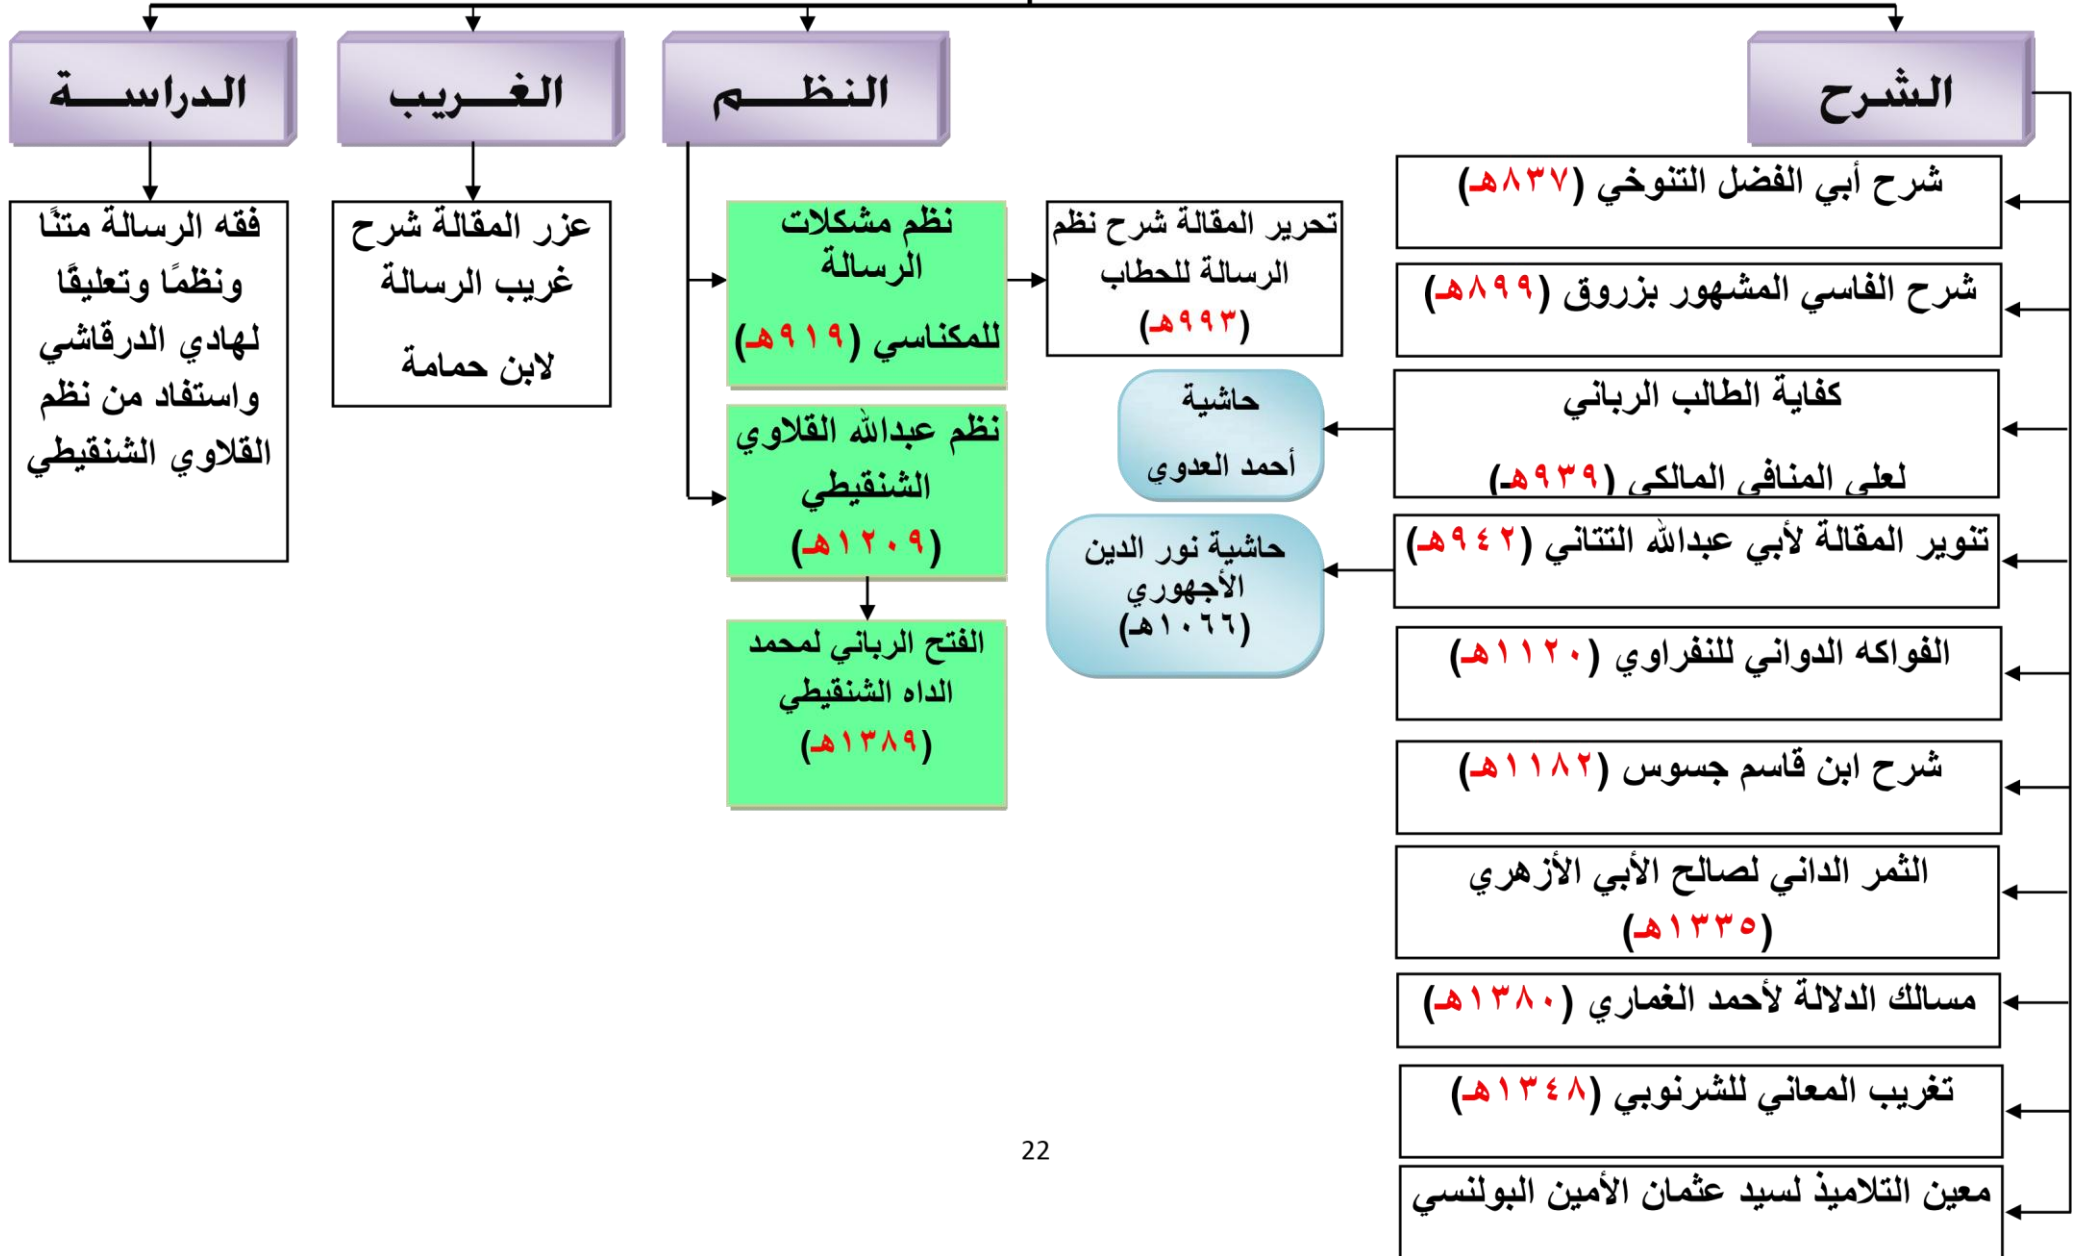 الشرح
النظم
الغريب
الدراسة
شرح أبي الفضل التنوخي (٨٣٧هـ)
شرح الفاسي المشهور بزروق (٨٩٩هـ)
كفاية الطالب الرباني
لعلي المنافي المالكي (٩٣٩هـ)
حاشية
أحمد العدوي
تنوير المقالة لأبي عبدالله التتائي (٩٤٢هـ)
حاشية نور الدين
الأجهوري
(١٠٦٦هـ)
الفواكه الدواني للنفراوي (١١٢٠هـ)
شرح ابن قاسم جسوس (١١٨٢هـ)
الثمر الداني لصالح الأبي الأزهري
(١٣٣٥هـ)
مسالك الدلالة لأحمد الغماري (١٣٨٠هـ)
تغريب المعاني للشرنوبي (١٣٤٨هـ)
معين التلاميذ لسيد عثمان الأمين البولنسي
نظم مشكلات
الرسالة
للمكناسي (٩١٩هـ)
تحرير المقالة شرح نظم
الرسالة للحطاب
(٩٩٣هـ)
نظم عبدالله القلاوي
الشنقيطي
(١٢٠٩هـ)
الفتح الرباني لمحمد
الداه الشنقيطي
(١٣٨٩هـ)
عزر المقالة شرح
غريب الرسالة
لابن حمامة
فقه الرسالة متنًا
ونظمًا وتعليقًا
لهادي الدرقاشي
واستفاد من نظم
القلاوي الشنقيطي
22